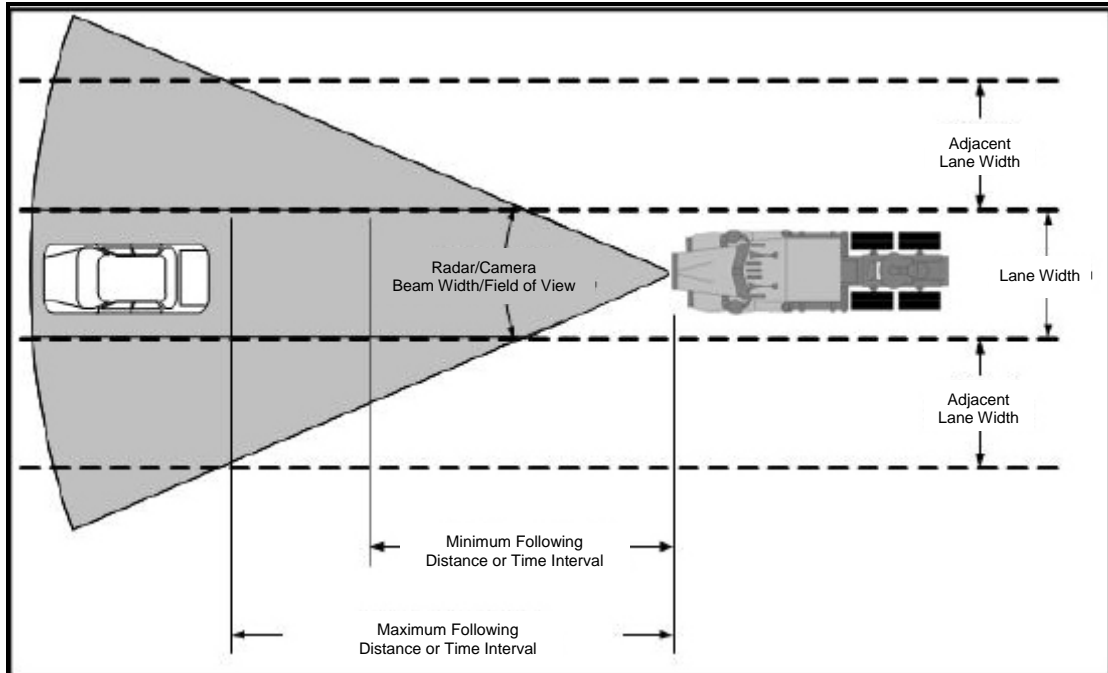 Adjacent
Lane Width
Radar/Camera
Beam Width/Field of View
Lane Width
Adjacent
Lane Width
Minimum Following
Distance or Time Interval
Maximum Following
Distance or Time Interval